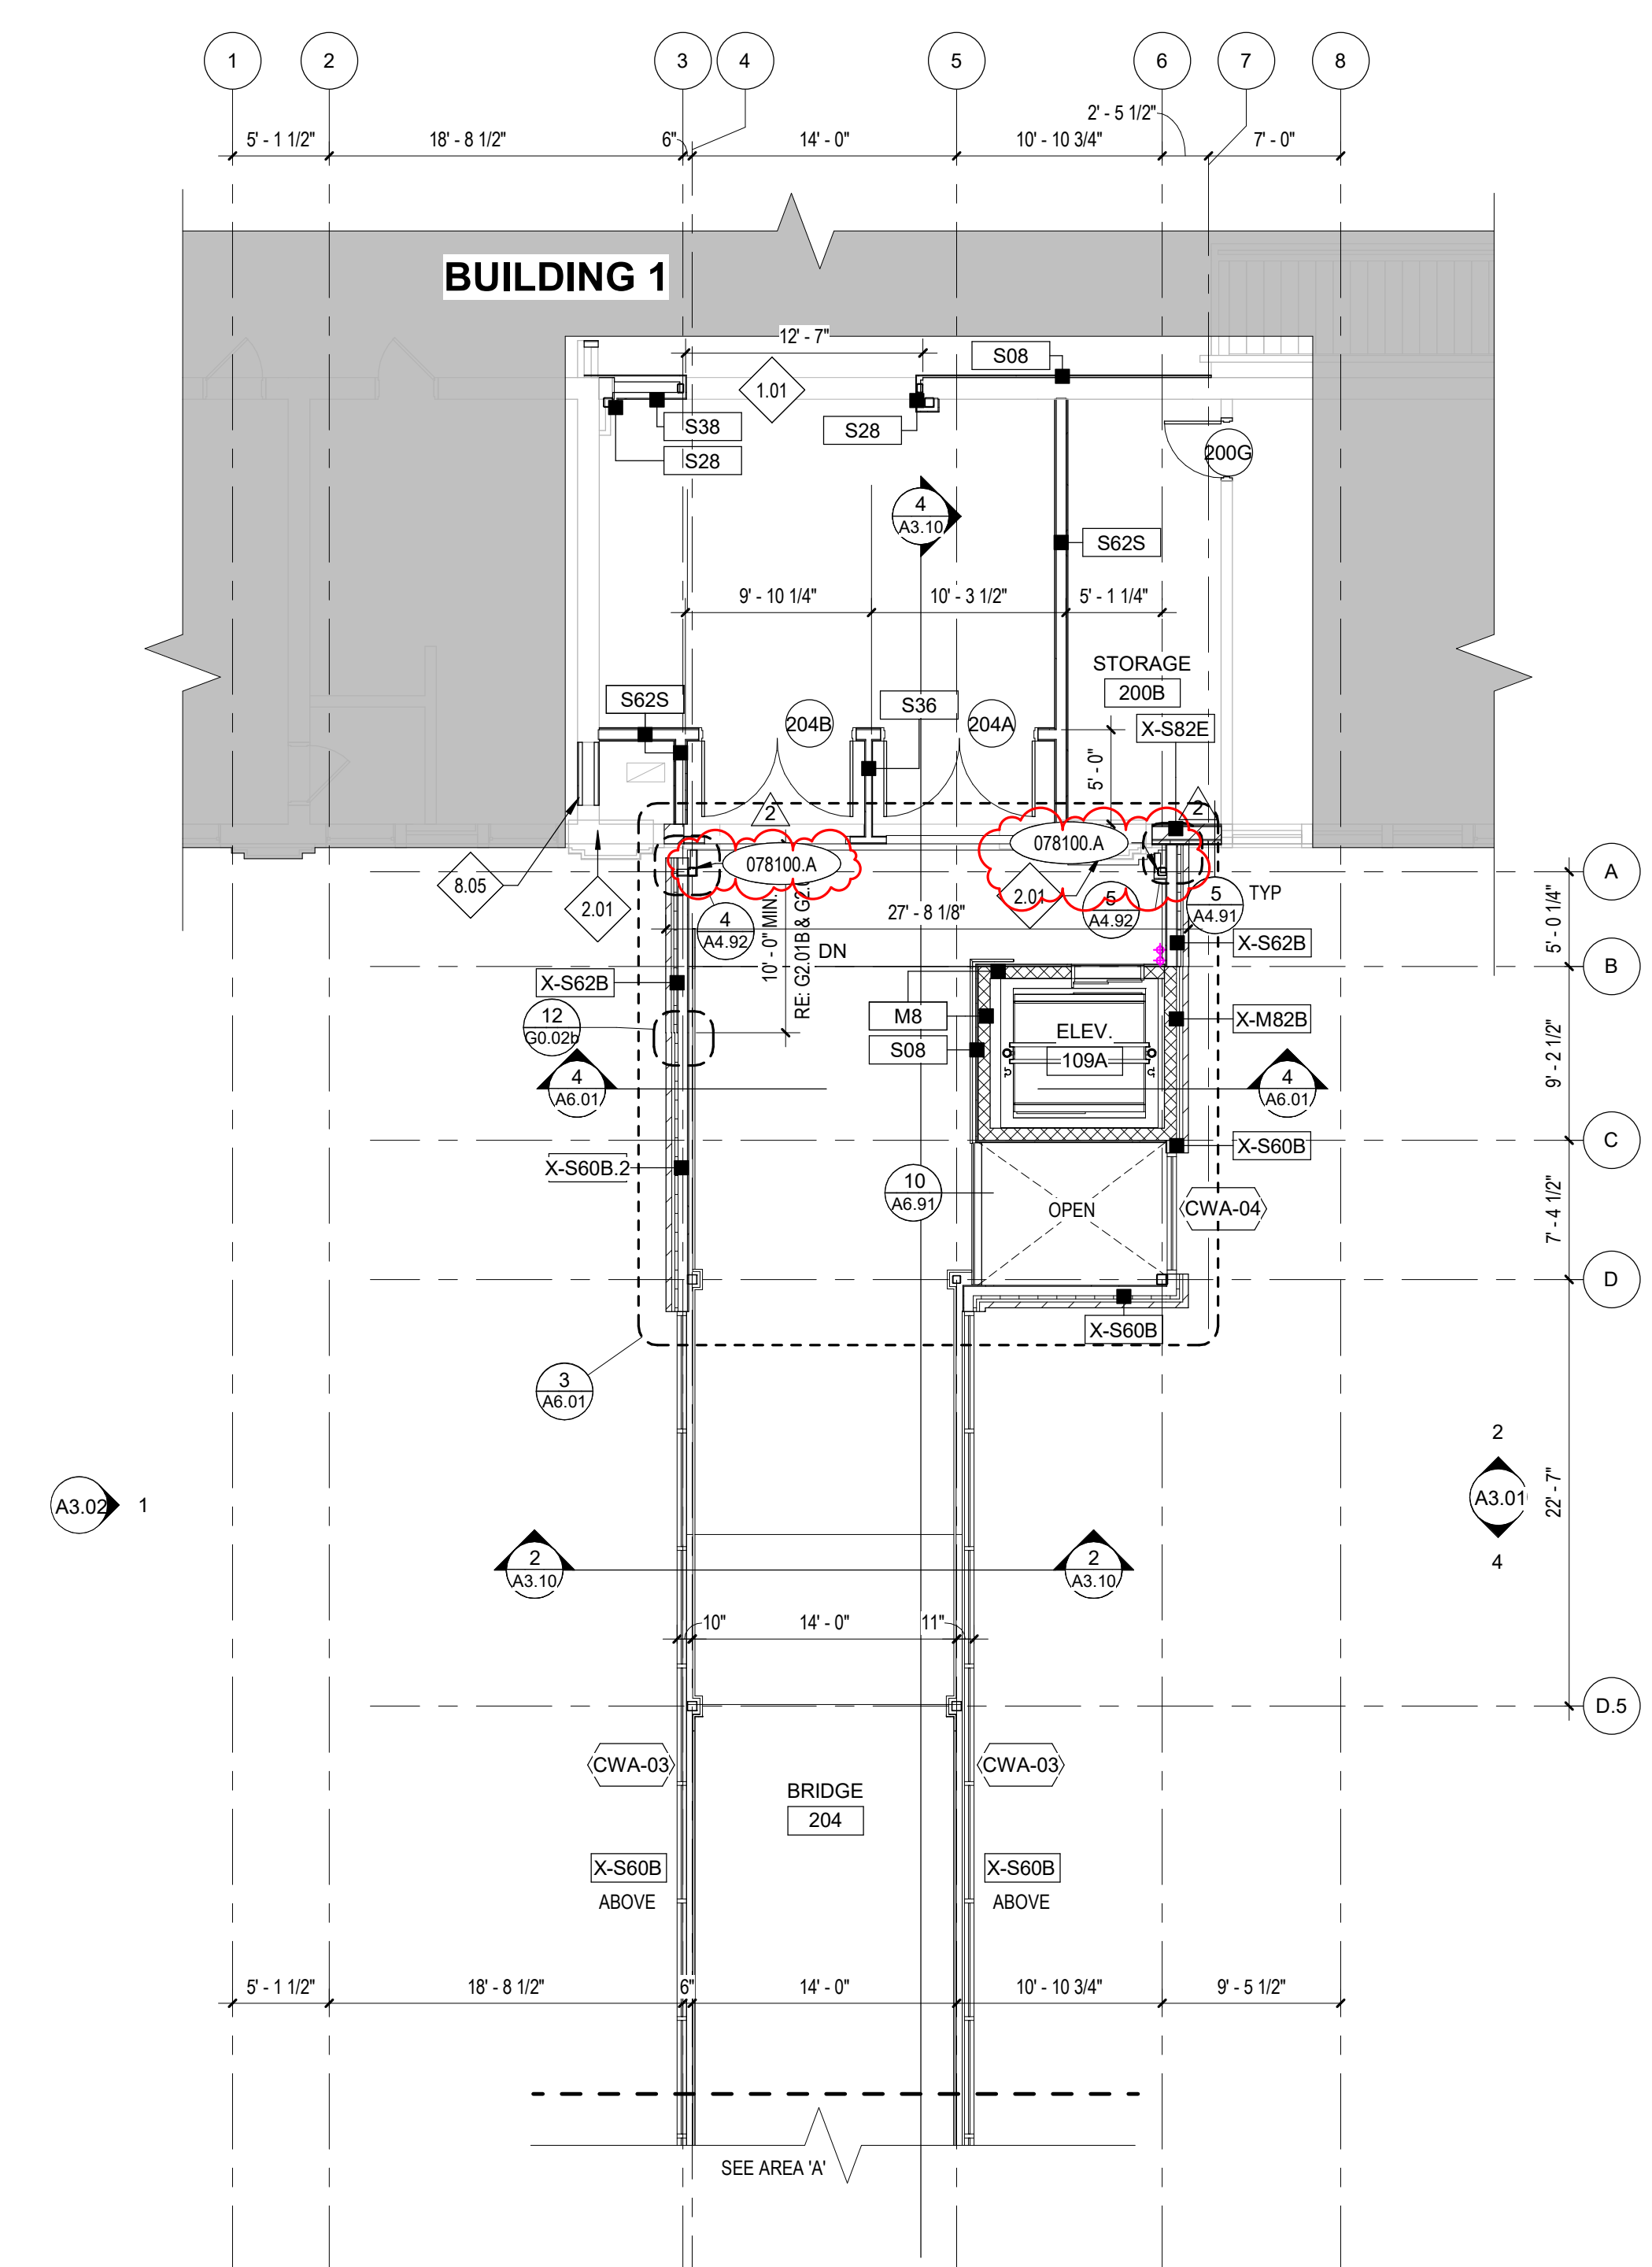 1 2 3 4 5 6 7 8
2' - 5 1/2"
5' - 1 1/2" 18' - 8 1/2" 6" 14' - 0" 10' - 10 3/4" 7' - 0"
BUILDING 1
12' - 7"
S08
1.01
S38
S28
S28
200G
4
A3.10
S62S
9' - 10 1/4" 10' - 3 1/2" 5' - 1 1/4"
STORAGE
200B
S62S
S36
204B
204A
X-S82E
5' - 0"
2
2
078100.A
078100.A
A
8.05
2.01
2.01
5
A4.92
5
A4.91
TYP
4
A4.92
27' - 8 1/8"
10' - 0" MIN.
RE: G2.01B & G2.
5' - 0 1/4"
DN
X-S62B
B
X-S62B
12
G0.02b
M8
S08
ELEV.
109A
X-M82B
9' - 2 1/2"
4
A6.01
4
A6.01
C
X-S60B
X-S60B.2
10
A6.91
OPEN
CWA-04
7' - 4 1/2"
D
X-S60B
3
A6.01
2
A3.01
4
A3.02 1
22' - 7"
2
A3.10
2
A3.10
10" 14' - 0" 11"
D.5
CWA-03
CWA-03
BRIDGE
204
X-S60B
ABOVE
X-S60B
ABOVE
5' - 1 1/2" 18' - 8 1/2" 6" 14' - 0" 10' - 10 3/4" 9' - 5 1/2"
SEE AREA 'A'